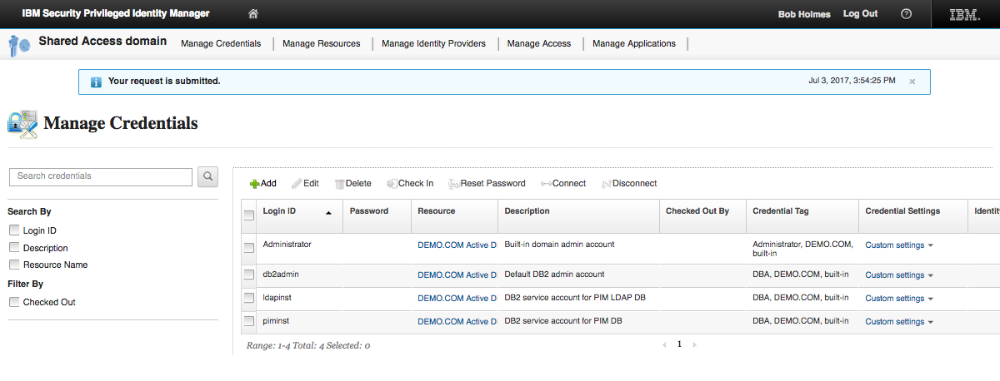 IBM Security Privileged Identity Manager Bob Holmes Log Out ? IBM.
Shared Access domain Manage Credentials Manage Resources Manage Identity Providers Manage Access Manage Applications
i Your request is submitted. Jul 3, 2017, 3:54:25 PM ×
Manage Credentials
Search credentials
Add Edit Delete Check In Reset Password Connect Disconnect
Search By
Login ID
Description
Resource Name
Filter By
Checked Out
Login ID Password Resource Description Checked Out By Credential Tag Credential Settings Identity
Administrator DEMO.COM Active Di Built-in domain admin account Administrator, DEMO.COM, Custom settings
built-in
db2admin DEMO.COM Active Di Default DB2 admin account DBA, DEMO.COM, built-in Custom settings
ldapinst DEMO.COM Active Di DB2 service account for PIM LDAP DB DBA, DEMO.COM, built-in Custom settings
piminst DEMO.COM Active Di DB2 service account for PIM DB DBA, DEMO.COM, built-in Custom settings
Range: 1-4 Total: 4 Selected: 0 1